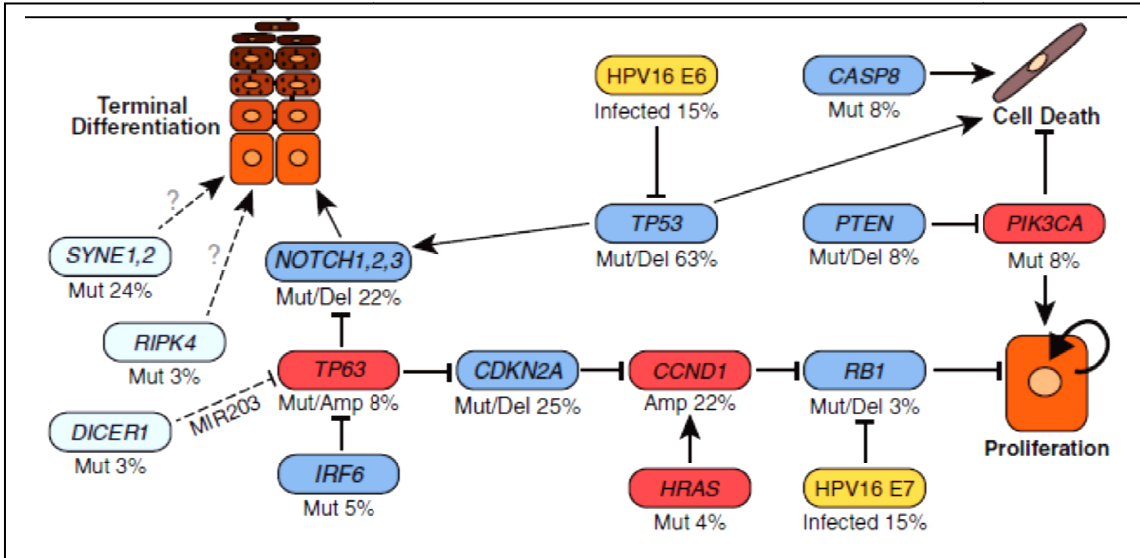 Terminal
Differentiation
HPV16 E6
Infected 15%
CASP8
Mut 8%
Cell Death
?
?
SYNE1,2
Mut 24%
NOTCH1,2,3
Mut/Del 22%
TP53
Mut/Del 63%
PTEN
Mut/Del 8%
PIK3CA
Mut 8%
RIPK4
Mut 3%
TP63
Mut/Amp 8%
CDKN2A
Mut/Del 25%
CCND1
Amp 22%
RB1
Mut/Del 3%
MIR203
DICER1
Mut 3%
IRF6
Mut 5%
HRAS
Mut 4%
HPV16 E7
Infected 15%
Proliferation